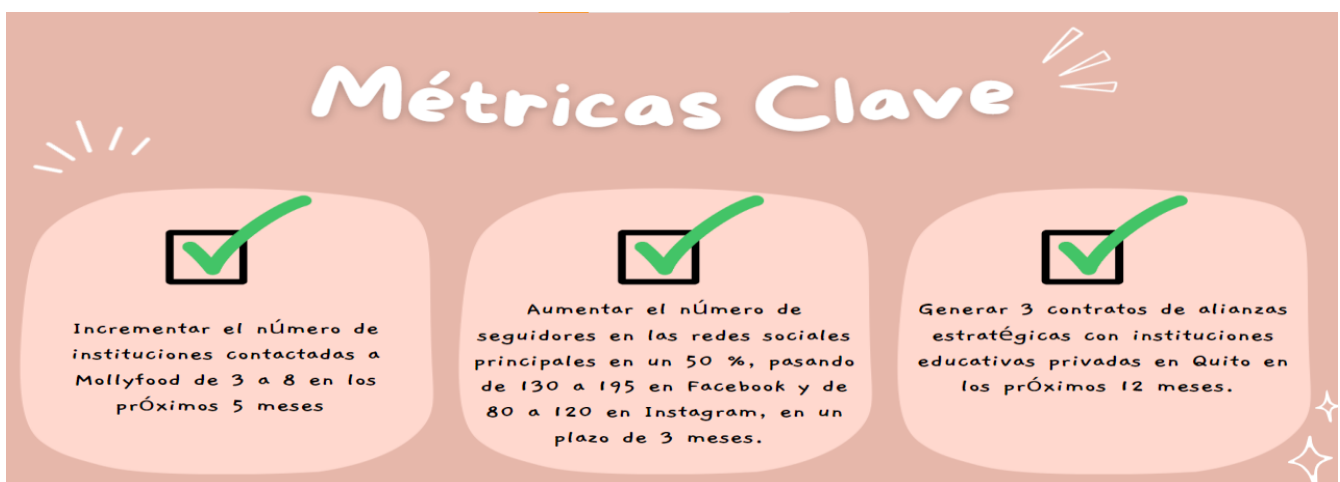 Métricas Clave
Incrementar el nÚmero de
instituciones contactadas a
Mollyfood de 3 a 8 en los
prÓximos 5 meses
Aumentar el nÚmero de
seguidores en las redes sociales
principales en un 50 %, pasando
de 130 a 195 en Facebook y de
80 a 120 en Instagram, en un
plazo de 3 meses.
Generar 3 contratos de alianzas
estratégicas con instituciones
educativas privadas en Quito en
los prÓximos 12 meses.